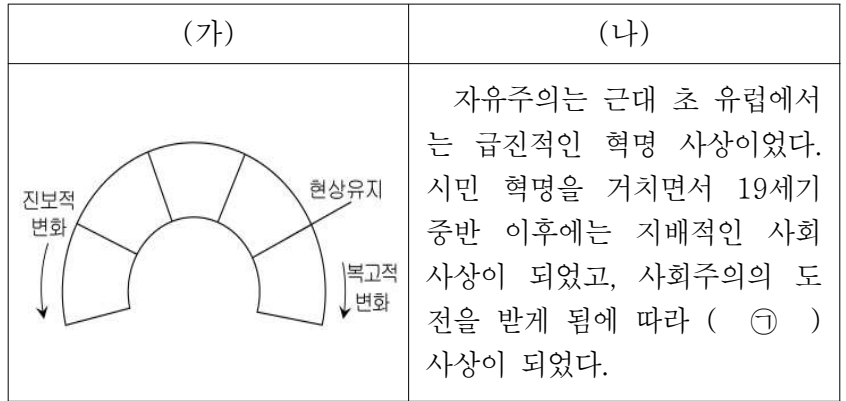 (가)
(나)
진보적
변화
현상유지
복고적
변화
자유주의는 근대 초 유럽에서
는 급진적인 혁명 사상이었다.
시민 혁명을 거치면서 19세기
중반 이후에는 지배적인 사회
사상이 되었고, 사회주의의 도
전을 받게 됨에 따라 ( ㉠ )
사상이 되었다.